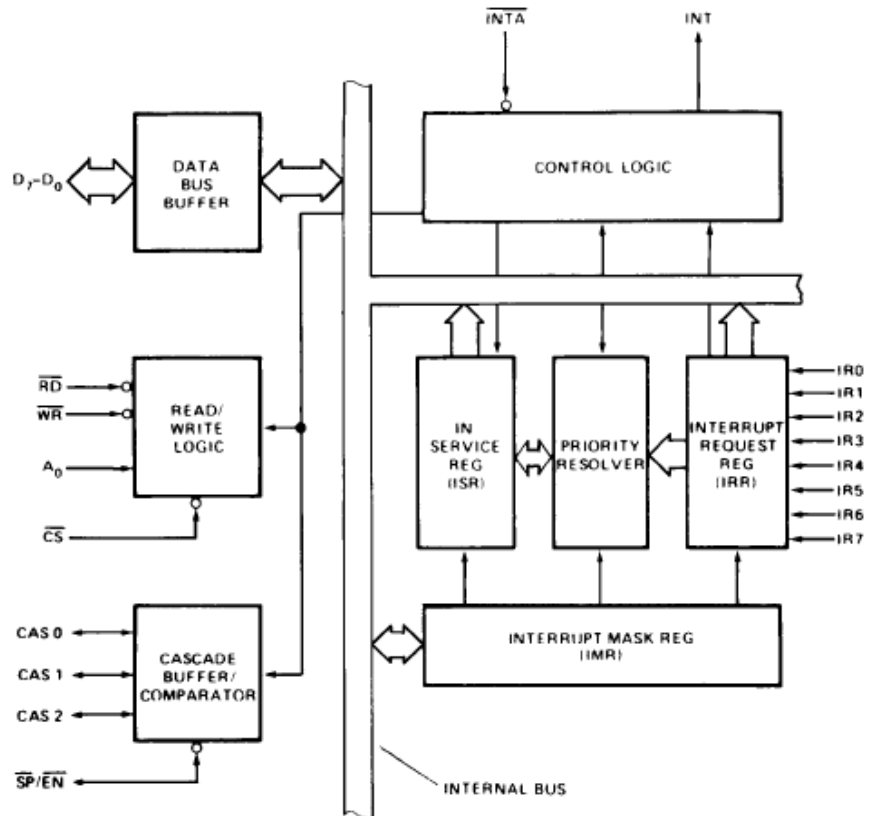 INTA
INT
DATA
BUS
BUFFER
D7-D0
CONTROL LOGIC
RD
WR
A0
CS
READ/
WRITE
LOGIC
IN
SERVICE
REG
(ISR)
PRIORITY
RESOLVER
INTERRUPT
REQUEST
REG
(IRR)
IR0
IR1
IR2
IR3
IR4
IR5
IR6
IR7
CAS 0
CAS 1
CAS 2
CASCADE
BUFFER/
COMPARATOR
SP/EN
INTERRUPT MASK REG
(IMR)
INTERNAL BUS